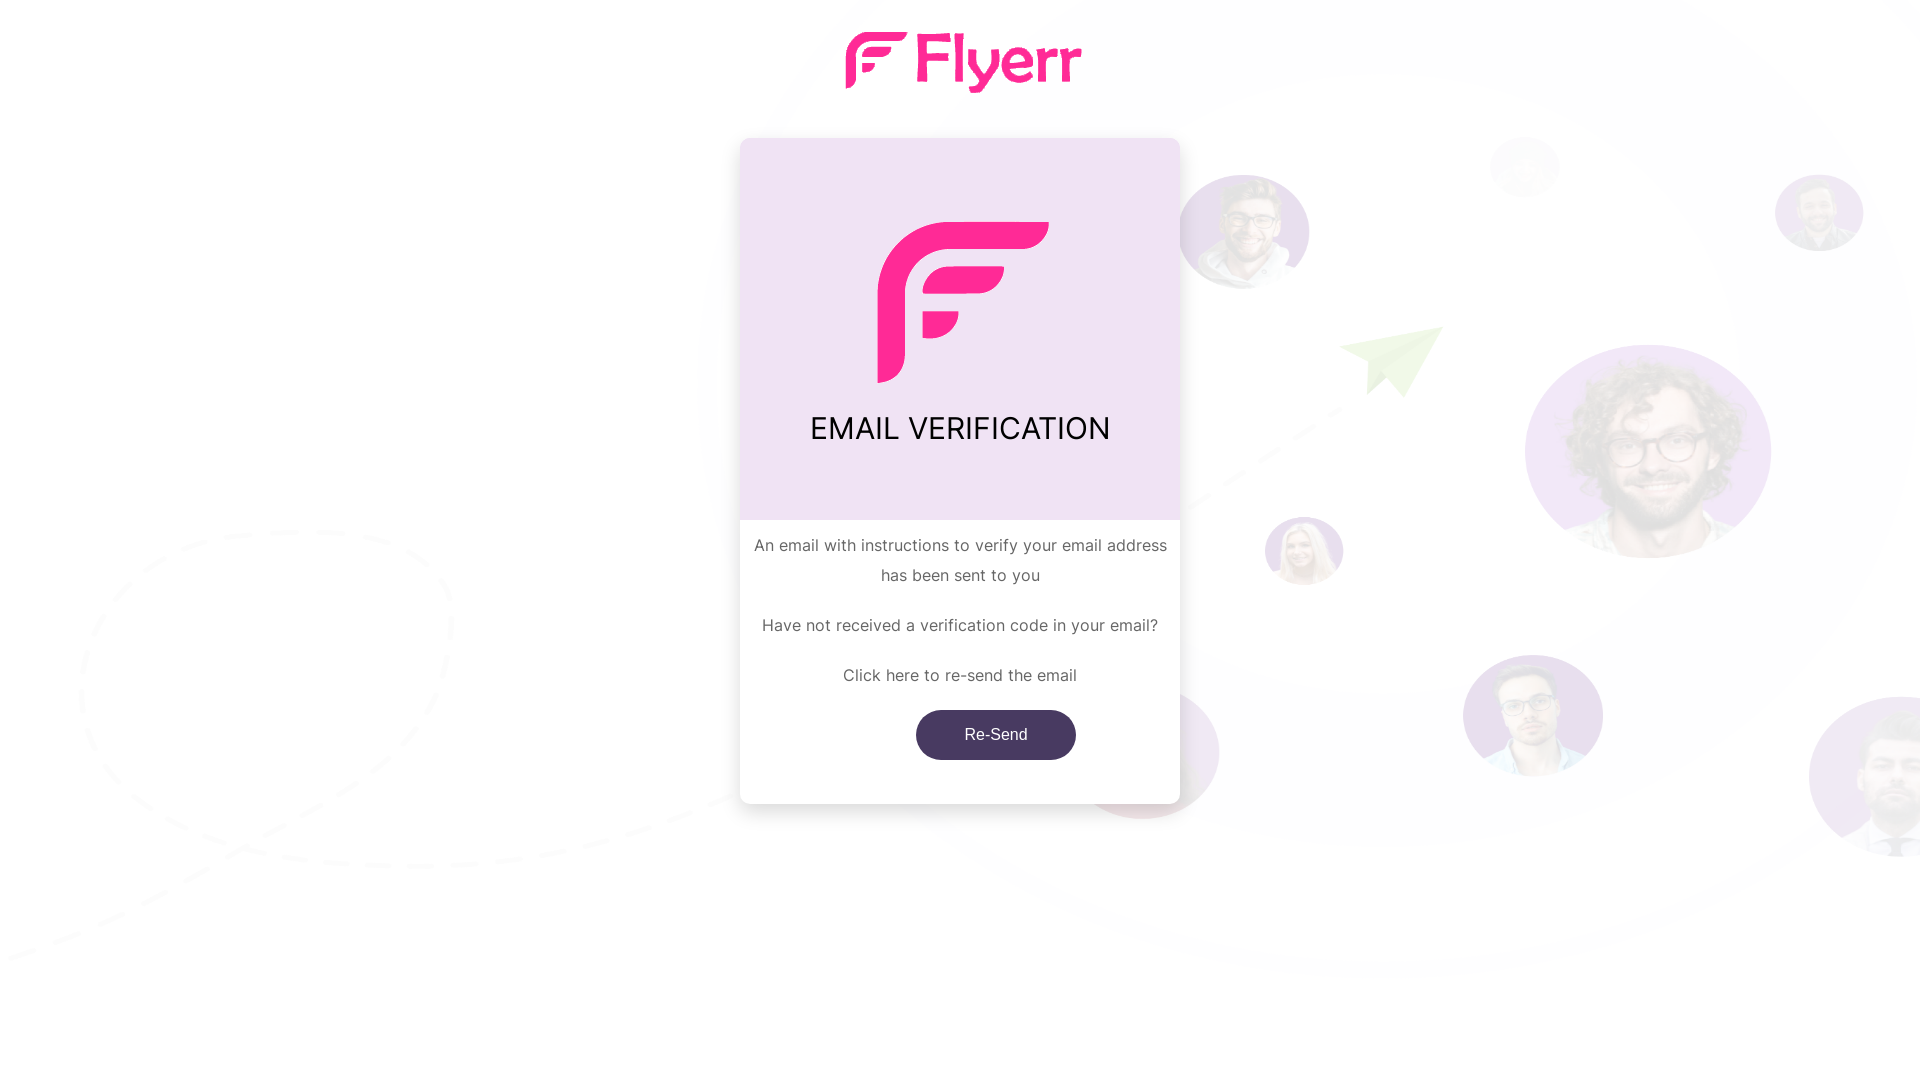 Flyerr
EMAIL VERIFICATION
An email with instructions to verify your email address
has been sent to you
Have not received a verification code in your email?
Click here to re-send the email
Re-Send